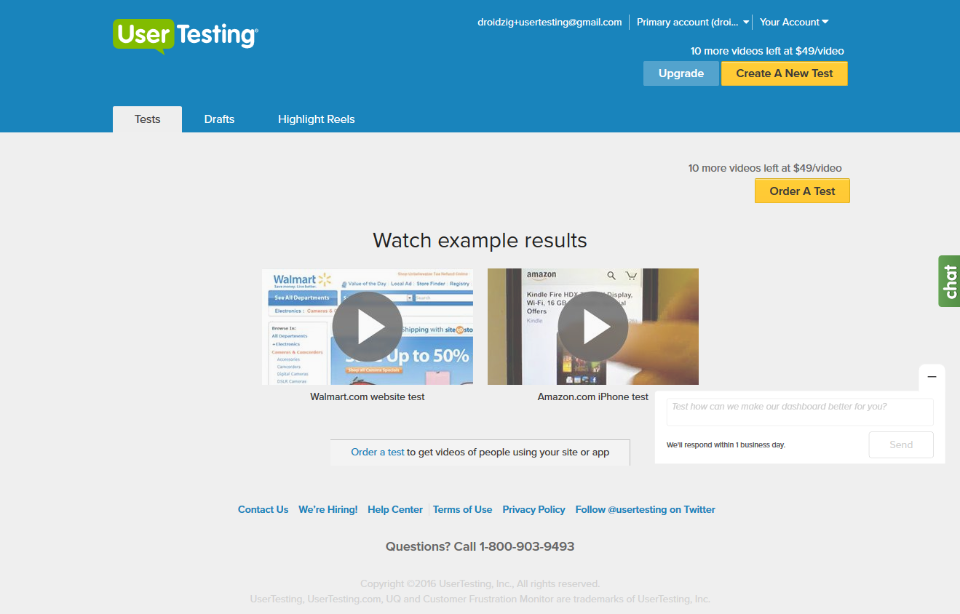 User Testing
droidzig+usertesting@gmail.com
Primary account (droi...
Your Account
10 more videos left at $49/video
Upgrade
Create A New Test
Tests
Drafts
Highlight Reels
10 more videos left at $49/video
Order A Test
Watch example results
Walmart
Save money. Live better.
Value of the Day
Local Ad
Store Finder
Registry
See All Departments
Search
Electronics
Cameras &
Browse by:
All Departments
Electronics
Cameras & Camcorders
Accessories
Camcorders
Digital Cameras
DSLR Cameras
Shipping with site
Up to 50%
amazon
Kindle Fire HDX
Display,
Wi-Fi, 16 GB
Offers
Kindle
Walmart.com website test
Amazon.com iPhone test
chat
Test how can we make our dashboard better for you?
We'll respond within 1 business day.
Send
Order a test to get videos of people using your site or app
Contact Us
We're Hiring!
Help Center
Terms of Use
Privacy Policy
Follow @usertesting on Twitter
Questions? Call 1-800-903-9493
Copyright ©2016 UserTesting, Inc., All rights reserved.
UserTesting, UserTesting.com, UQ and Customer Frustration Monitor are trademarks of UserTesting, Inc.